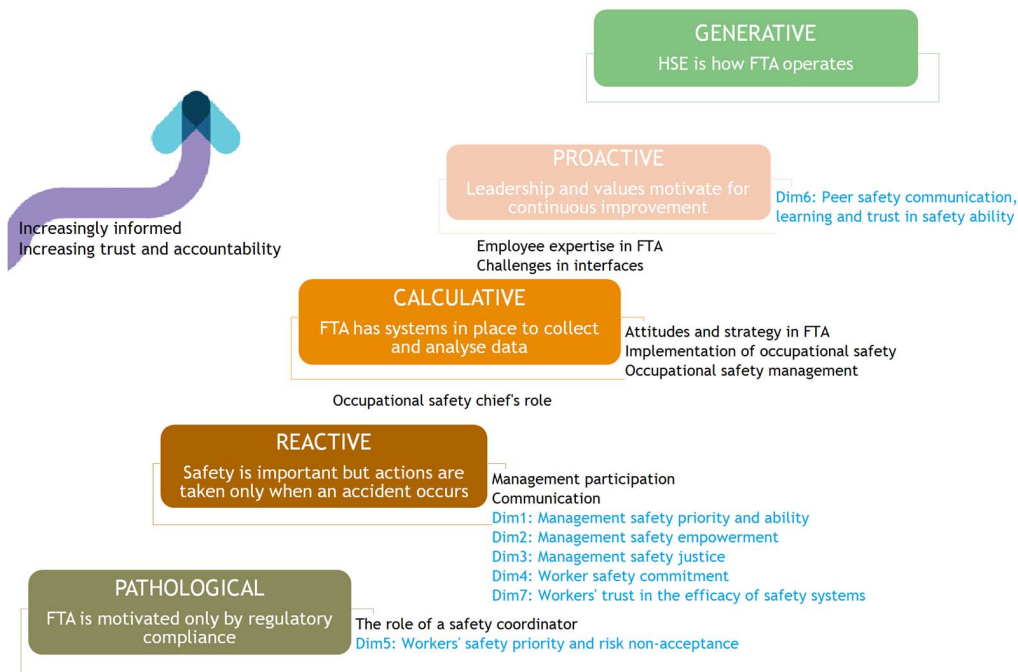 GENERATIVE
HSE is how FTA operates
PROACTIVE
Leadership and values motivate for
continuous improvement
Dim6: Peer safety communication,
learning and trust in safety ability
Increasingly informed
Increasing trust and accountability
Employee expertise in FTA
Challenges in interfaces
CALCULATIVE
FTA has systems in place to collect
and analyse data
Attitudes and strategy in FTA
Implementation of occupational safety
Occupational safety management
Occupational safety chief's role
REACTIVE
Safety is important but actions are
taken only when an accident occurs
Management participation
Communication
Dim1: Management safety priority and ability
Dim2: Management safety empowerment
Dim3: Management safety justice
Dim4: Worker safety commitment
Dim7: Workers' trust in the efficacy of safety systems
PATHOLOGICAL
FTA is motivated only by regulatory
compliance
The role of a safety coordinator
Dim5: Workers' safety priority and risk non-acceptance